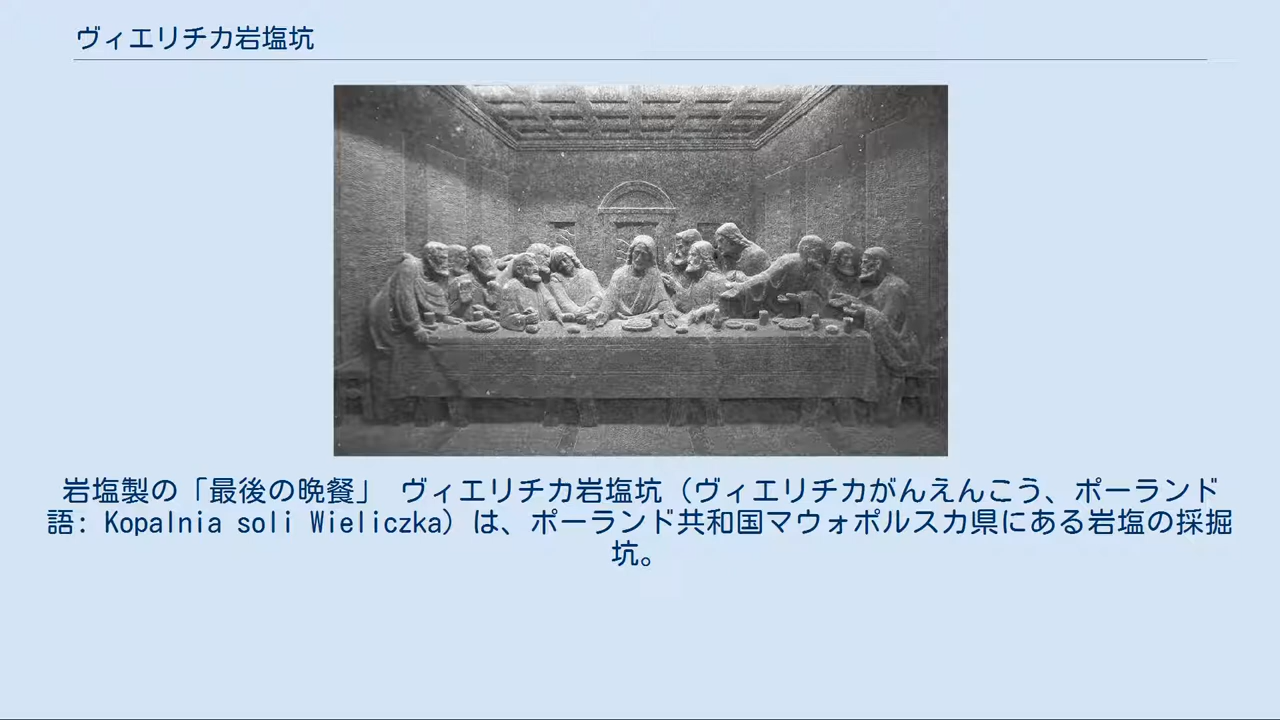 ヴィエリチカ岩塩坑
岩塩製の「最後の晩餐」 ヴィエリチカ岩塩坑（ヴィエリチカがんえんこう、ポーランド
語: Kopalnia soli Wieliczka）は、ポーランド共和国マウォポルスカ県にある岩塩の採掘
坑。